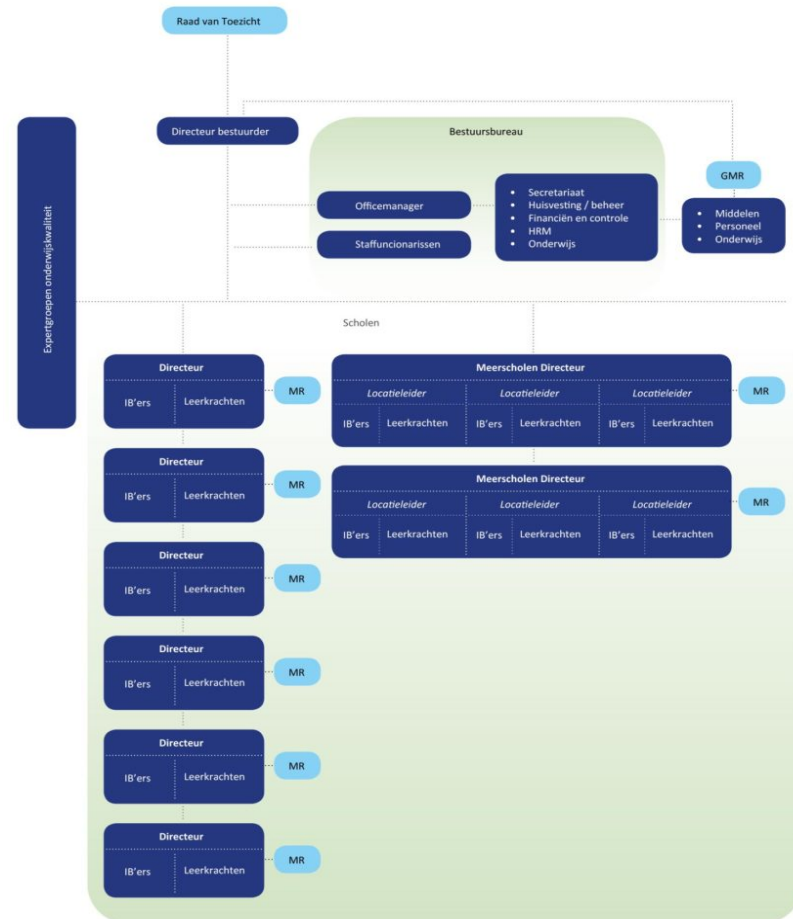 Raad van Toezicht
Directeur bestuurder
Bestuursbureau
GMR
Officemanager
Staffuncionarissen
• Secretariaat
• Huisvesting / beheer
• Financiën en controle
• HRM
• Onderwijs
• Middelen
• Personeel
• Onderwijs
Expertgroepen onderwijskwaliteit
Scholen
Directeur
IB'ers Leerkrachten
MR
Directeur
IB'ers Leerkrachten
MR
Directeur
IB'ers Leerkrachten
MR
Directeur
IB'ers Leerkrachten
MR
Directeur
IB'ers Leerkrachten
MR
Directeur
IB'ers Leerkrachten
MR
Meerscholen Directeur
Locatieleider Locatieleider Locatieleider
IB'ers Leerkrachten IB'ers Leerkrachten IB'ers Leerkrachten
MR
Meerscholen Directeur
Locatieleider Locatieleider Locatieleider
IB'ers Leerkrachten IB'ers Leerkrachten IB'ers Leerkrachten
MR